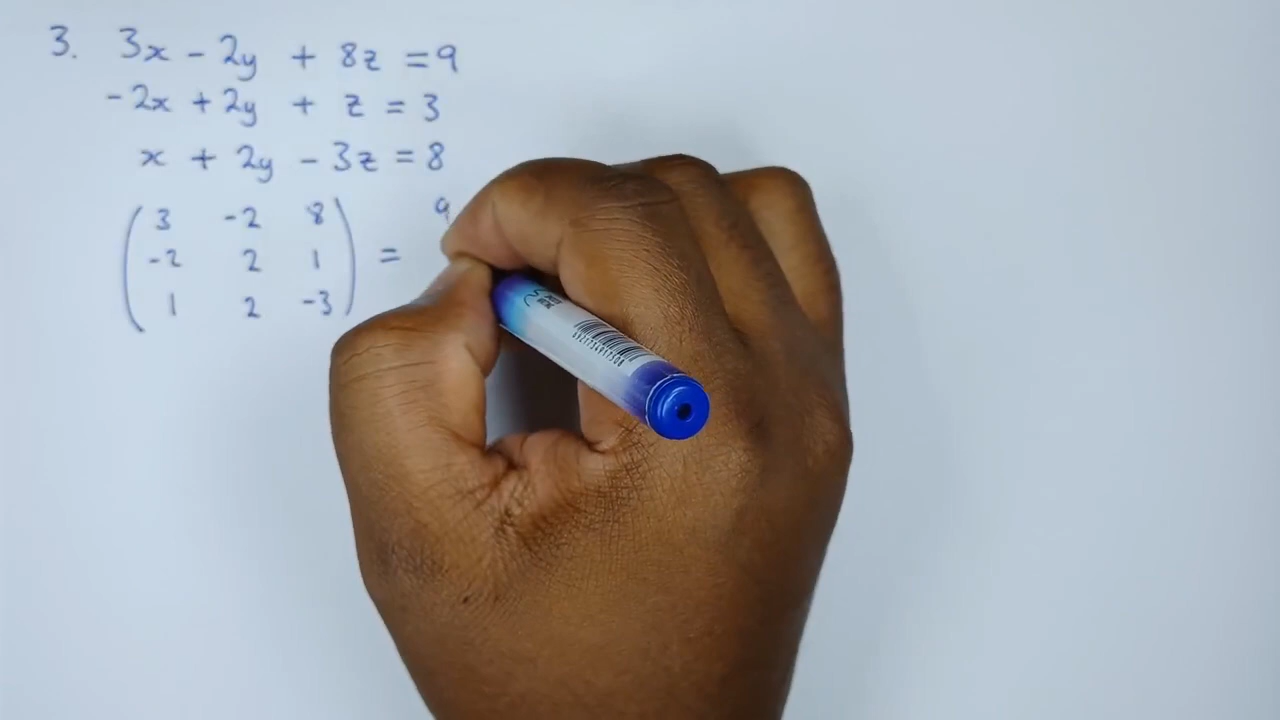 3. 3x - 2y + 8z = 9
-2x + 2y + z = 3
x + 2y - 3z = 8
3 -2 8 9
-2 2 1 =
1 2 -3